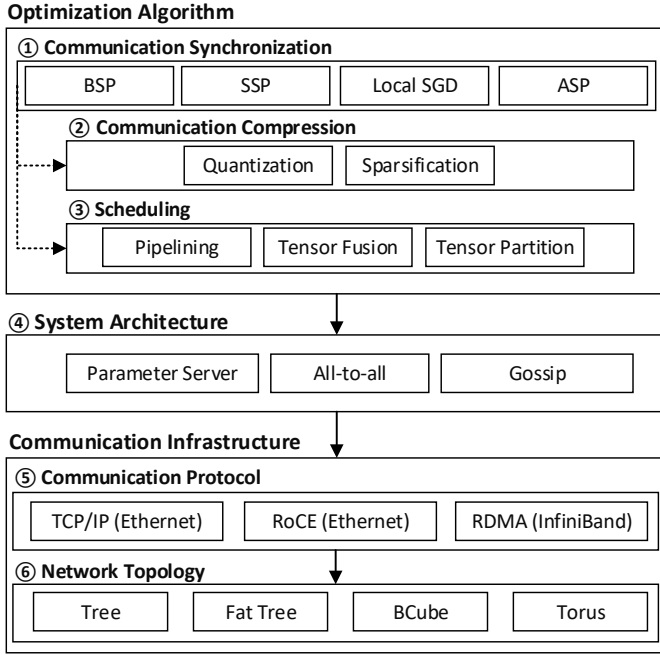 Optimization Algorithm
① Communication Synchronization
BSP SSP Local SGD ASP
② Communication Compression
Quantization Sparsification
③ Scheduling
Pipelining Tensor Fusion Tensor Partition
④ System Architecture
Parameter Server All-to-all Gossip
Communication Infrastructure
⑤ Communication Protocol
TCP/IP (Ethernet) RoCE (Ethernet) RDMA (InfiniBand)
⑥ Network Topology
Tree Fat Tree BCube Torus